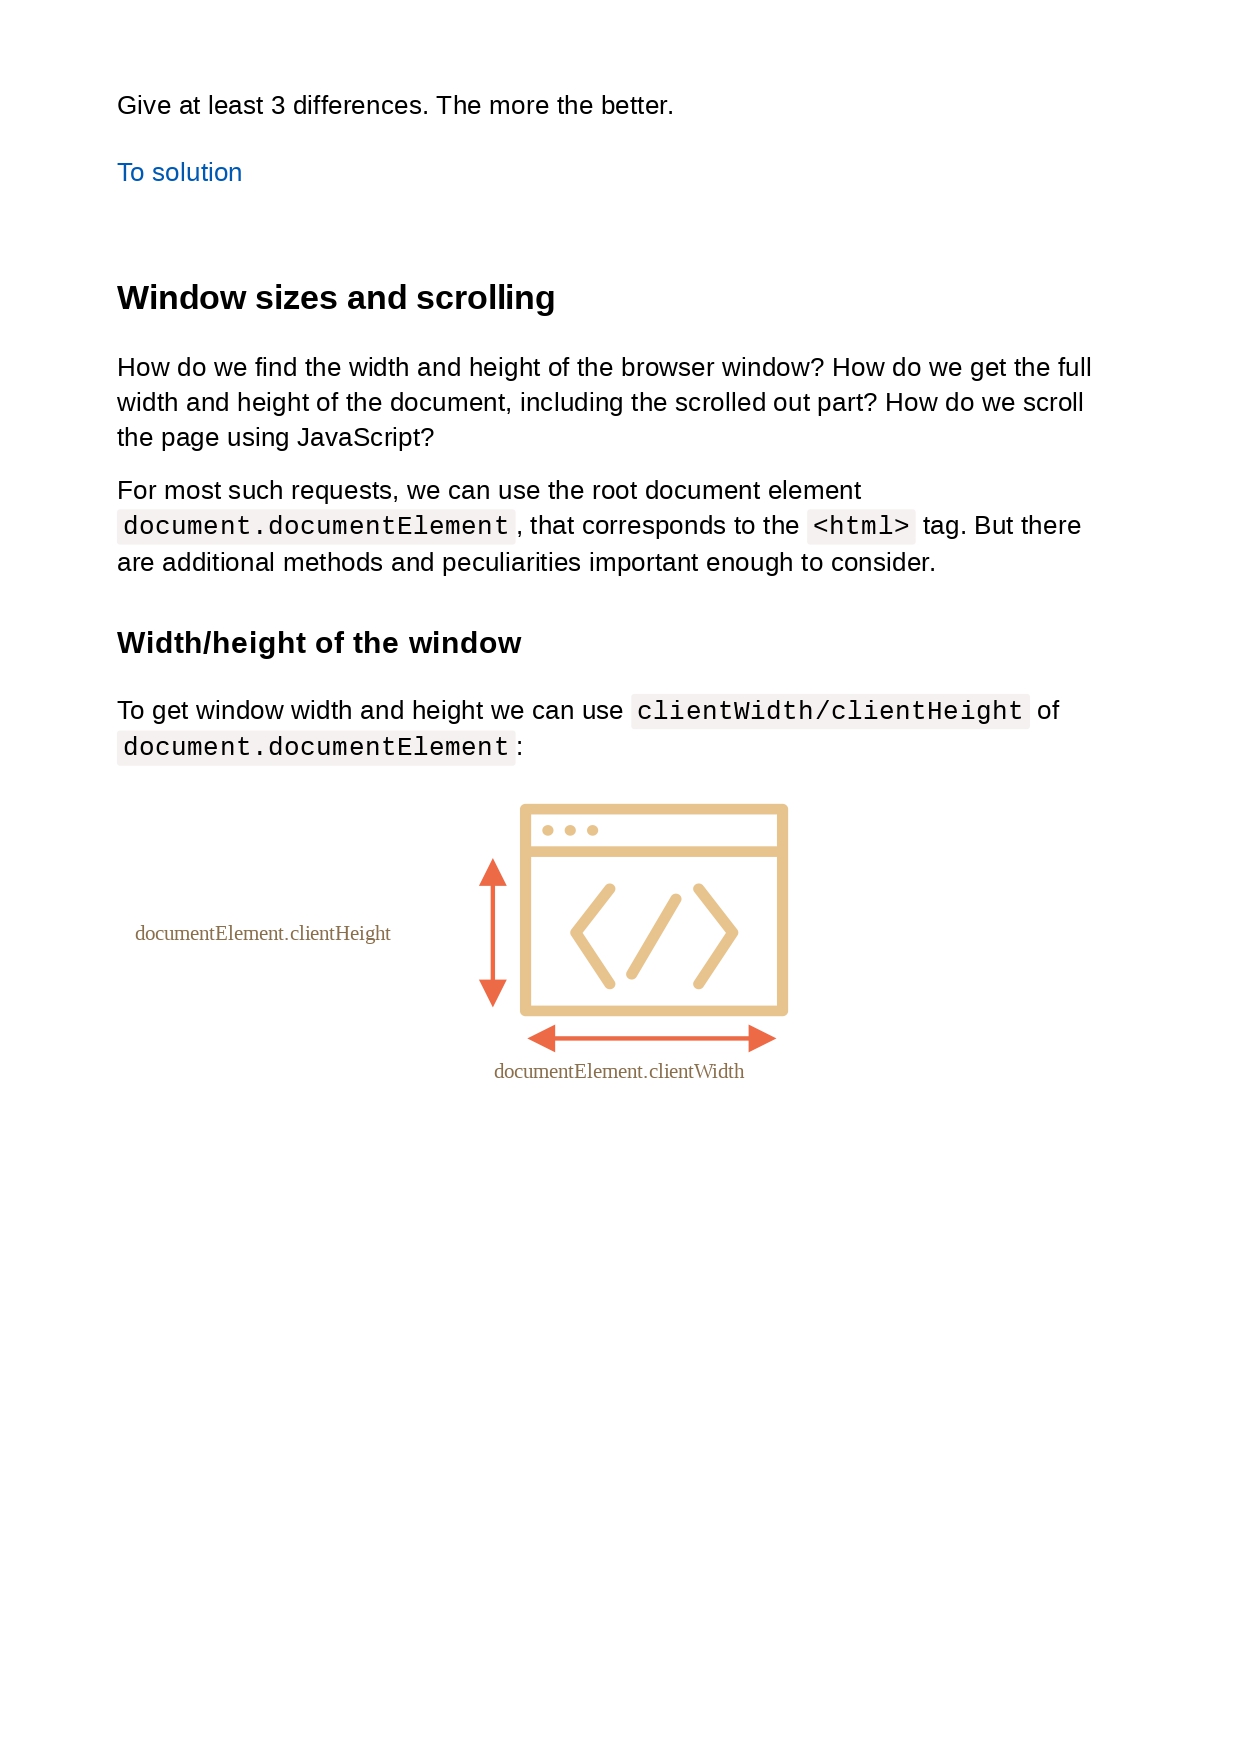 Give at least 3 differences. The more the better.
To solution
Window sizes and scrolling
How do we find the width and height of the browser window? How do we get the full
width and height of the document, including the scrolled out part? How do we scroll
the page using JavaScript?
For most such requests, we can use the root document element
document.documentElement, that corresponds to the <html> tag. But there
are additional methods and peculiarities important enough to consider.
Width/height of the window
To get window width and height we can use clientWidth/clientHeight of
document.documentElement:
</>
documentElement.clientHeight
documentElement.clientWidth